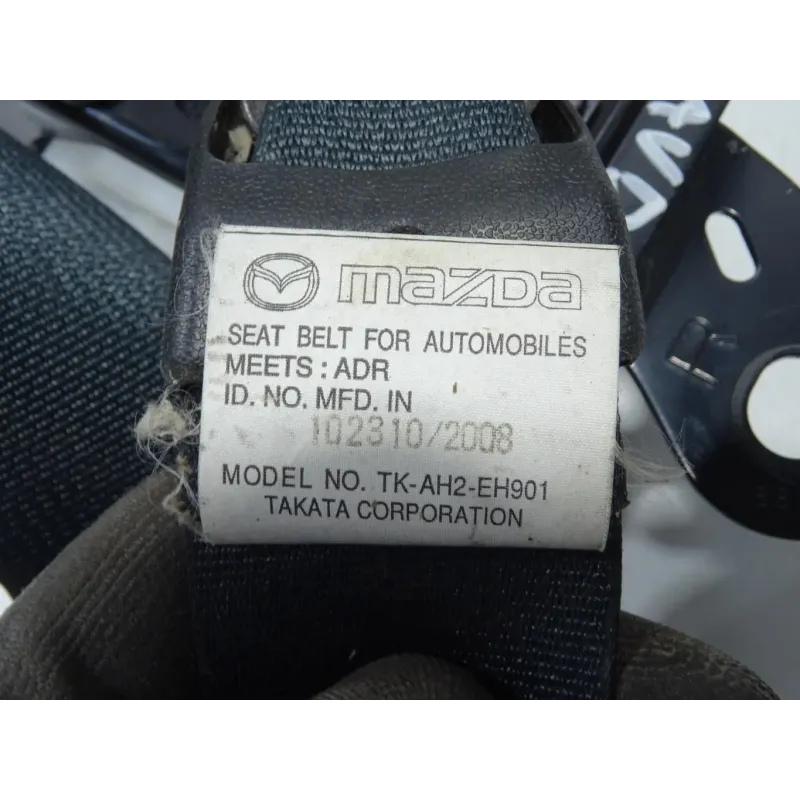 mazda
SEAT BELT FOR AUTOMOBILES
MEETS : ADR
ID. NO. MFD. IN
102310/2008
MODEL NO. TK-AH2-EH901
TAKATA CORPORATION
R